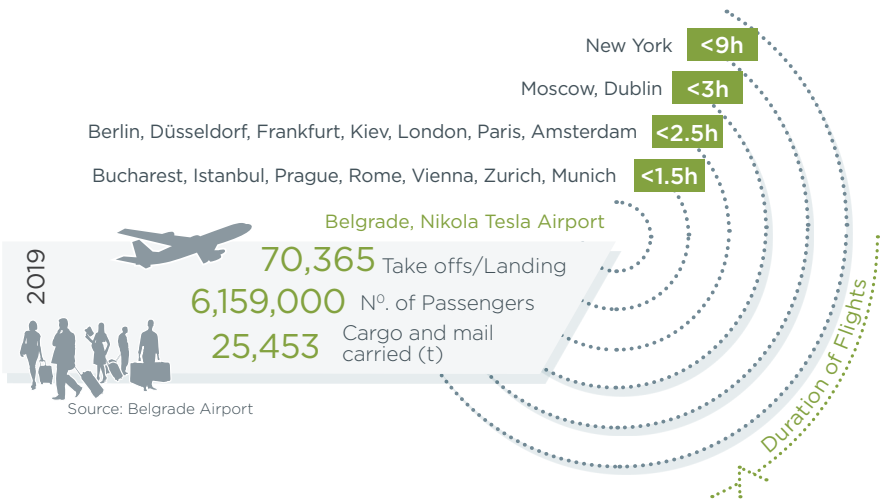 New York <9h
Moscow, Dublin <3h
Berlin, Düsseldorf, Frankfurt, Kiev, London, Paris, Amsterdam <2.5h
Bucharest, Istanbul, Prague, Rome, Vienna, Zurich, Munich <1.5h
Belgrade, Nikola Tesla Airport
2019
70,365 Take offs/Landing
6,159,000 Nº. of Passengers
25,453 Cargo and mail
carried (t)
Source: Belgrade Airport
Duration of Flights